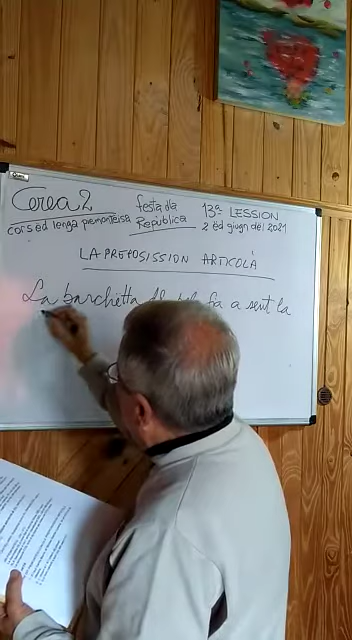 Cerea 2
cors ed lenga piemontèisa
festa dla
Repùblica
13ª LESSION
2 ëd giugn del 2021
LA PREPOSISSION ARTICOLÀ
La barchetta fa a sent la